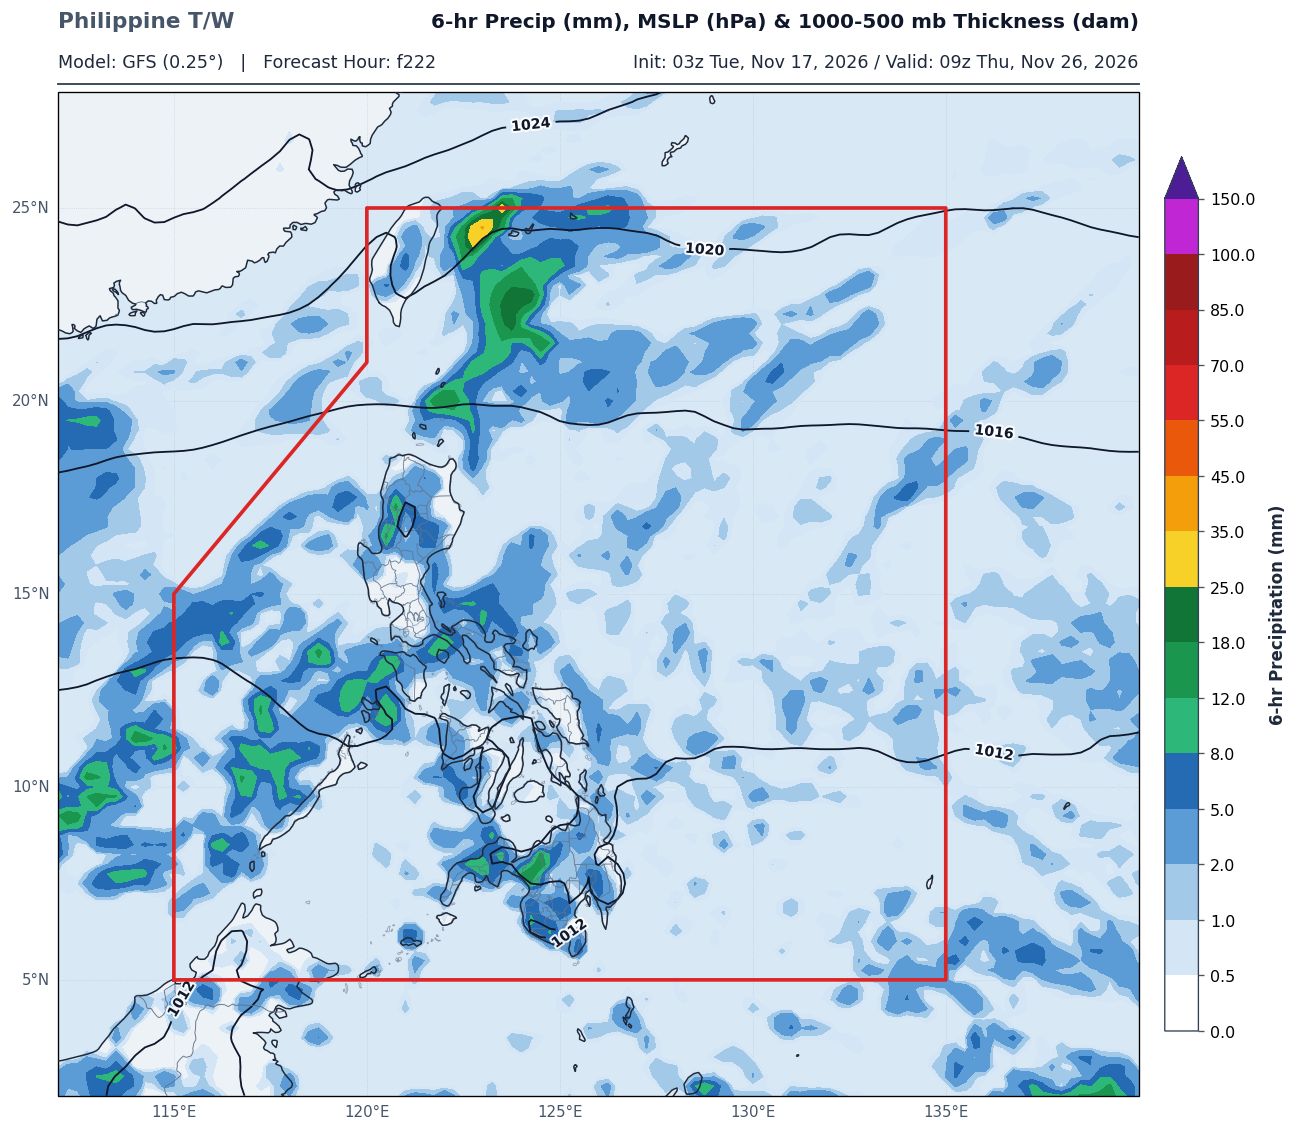 Philippine T/W
6-hr Precip (mm), MSLP (hPa) & 1000-500 mb Thickness (dam)
Model: GFS (0.25°) | Forecast Hour: f222
Init: 03z Tue, Nov 17, 2026 / Valid: 09z Thu, Nov 26, 2026
1024
1020
1016
1012
1012
1012
25°N
20°N
15°N
10°N
5°N
115°E
120°E
125°E
130°E
135°E
150.0
100.0
85.0
70.0
55.0
45.0
35.0
25.0
18.0
12.0
8.0
5.0
2.0
1.0
0.5
0.0
6-hr Precipitation (mm)